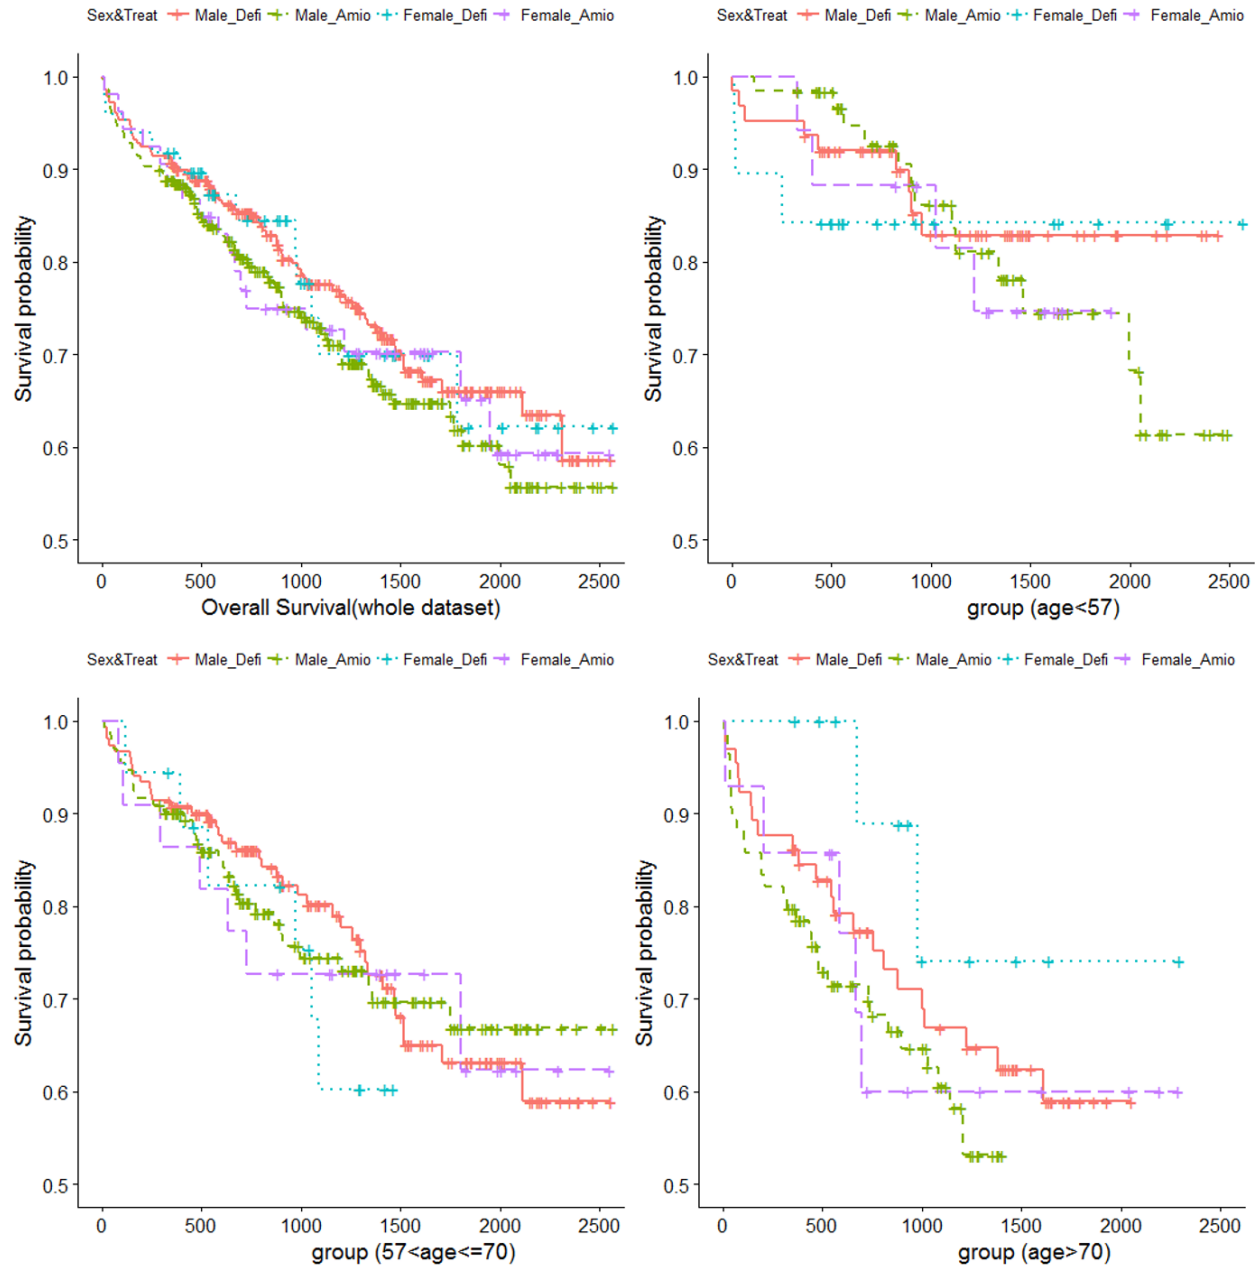 Sex&Treat Male_Defi Male_Amio Female_Defi Female_Amio
Survival probability
1.0
0.9
0.8
0.7
0.6
0.5
0 500 1000 1500 2000 2500
Overall Survival(whole dataset)
Sex&Treat Male_Defi Male_Amio Female_Defi Female_Amio
Survival probability
1.0
0.9
0.8
0.7
0.6
0.5
0 500 1000 1500 2000 2500
group (age<57)
Sex&Treat Male_Defi Male_Amio Female_Defi Female_Amio
Survival probability
1.0
0.9
0.8
0.7
0.6
0.5
0 500 1000 1500 2000 2500
group (57<age<=70)
Sex&Treat Male_Defi Male_Amio Female_Defi Female_Amio
Survival probability
1.0
0.9
0.8
0.7
0.6
0.5
0 500 1000 1500 2000 2500
group (age>70)